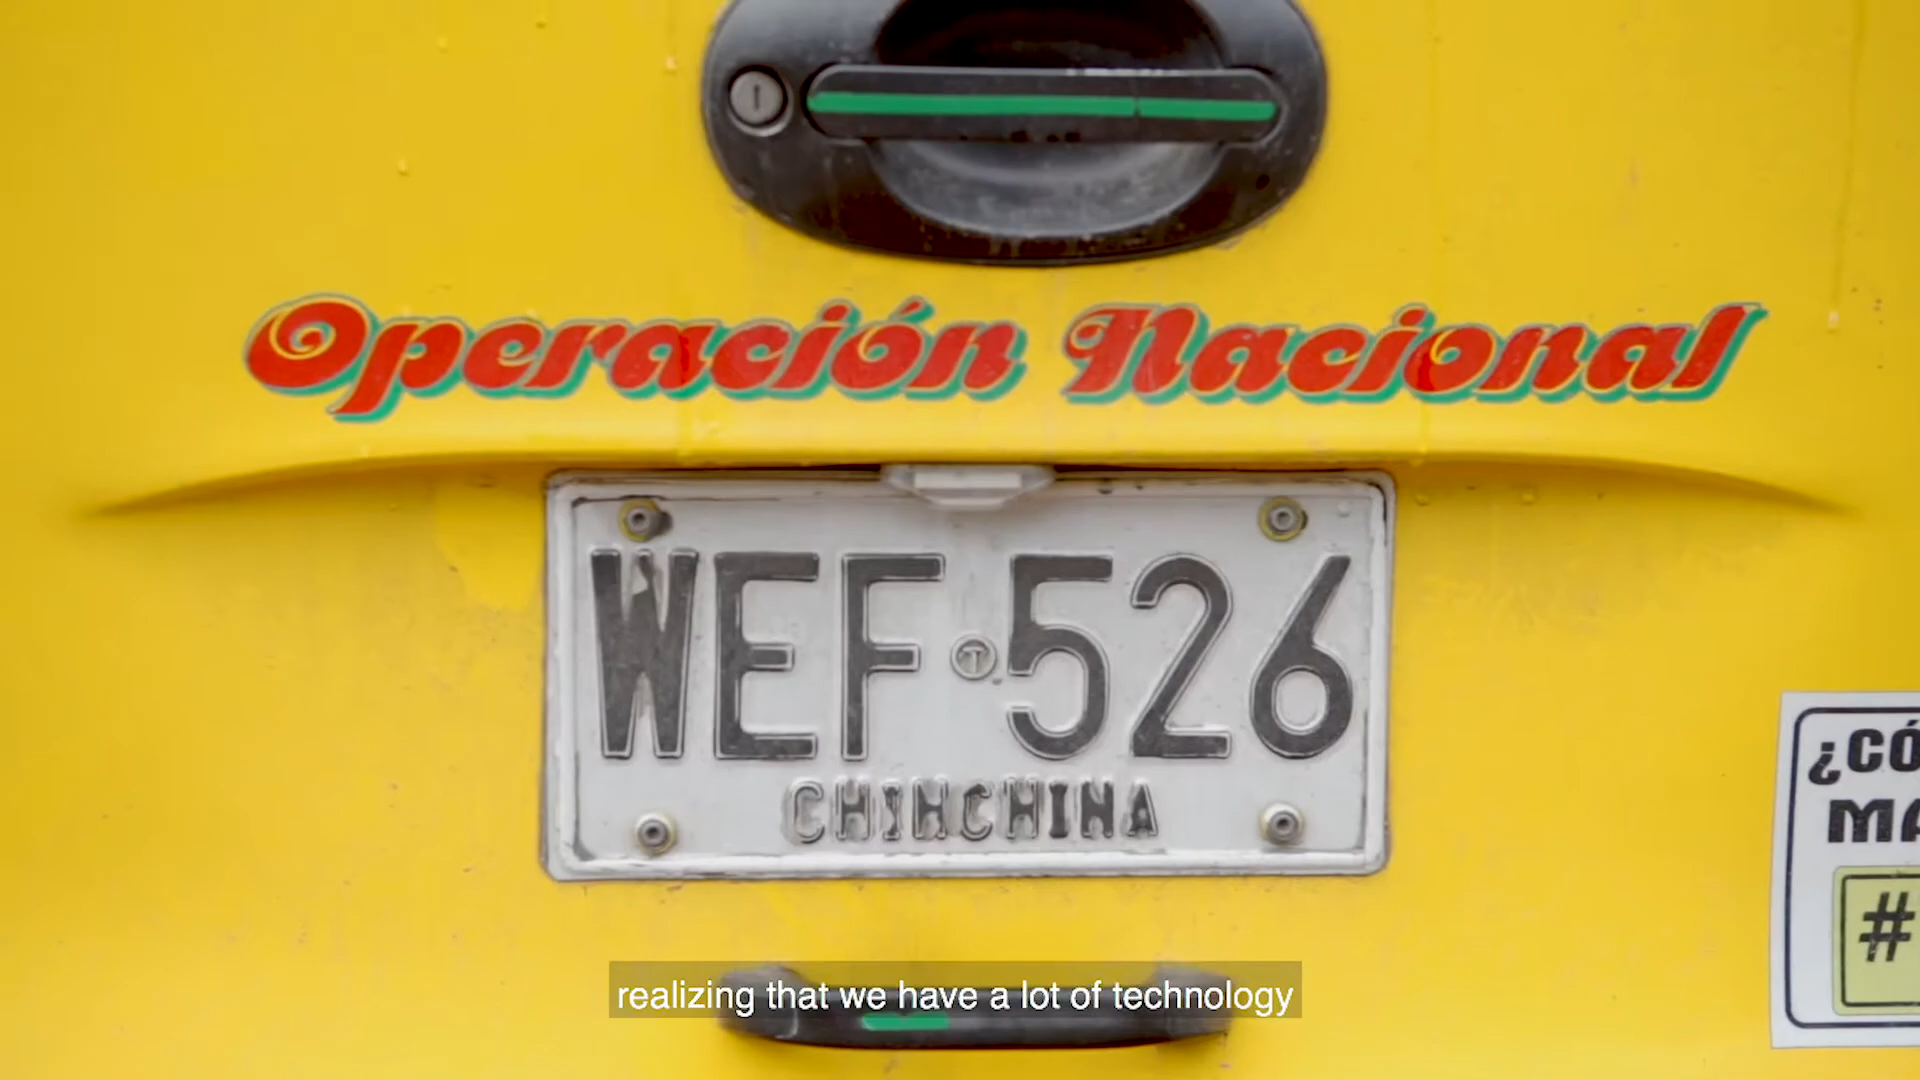 Operación Nacional
WEF T 526
CHINCHINA
¿CÓ
MA
#
realizing that we have a lot of technology